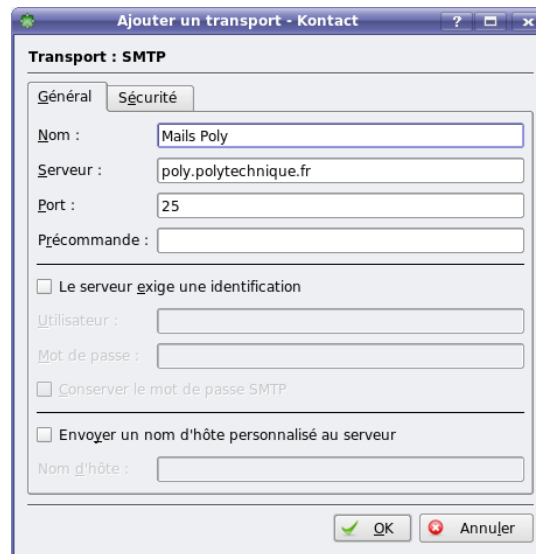 Ajouter un transport - Kontact ?
Transport : SMTP
Général Sécurité
Nom : Mails Poly
Serveur : poly.polytechnique.fr
Port : 25
Précommande :
Le serveur exige une identification
Utilisateur :
Mot de passe :
Conserver le mot de passe SMTP
Envoyer un nom d'hôte personnalisé au serveur
Nom d'hôte :
OK Annuler